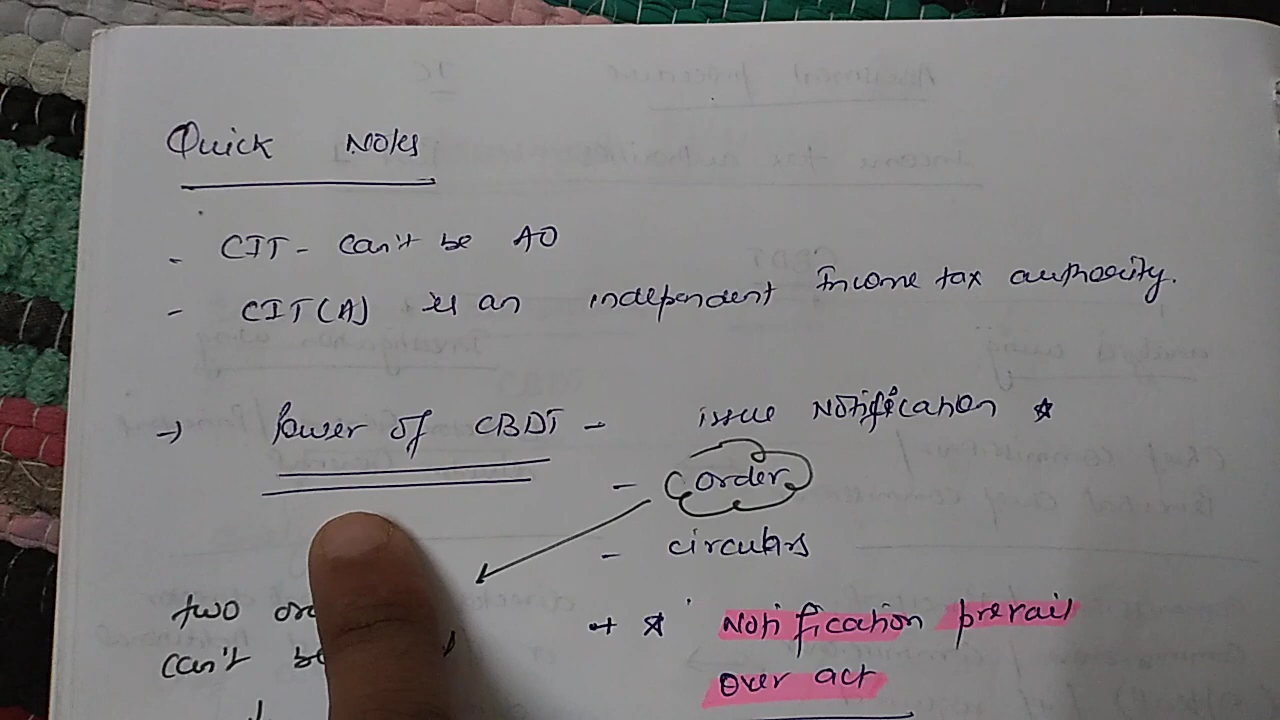 Quick Notes
- CIT - Can't be AO
- CIT(A) is an independent Income tax authority.
→ Power of CBDT - issue Notification ☆
- order
- circulars
two
can't
→ ☆ Notification prevail
over act